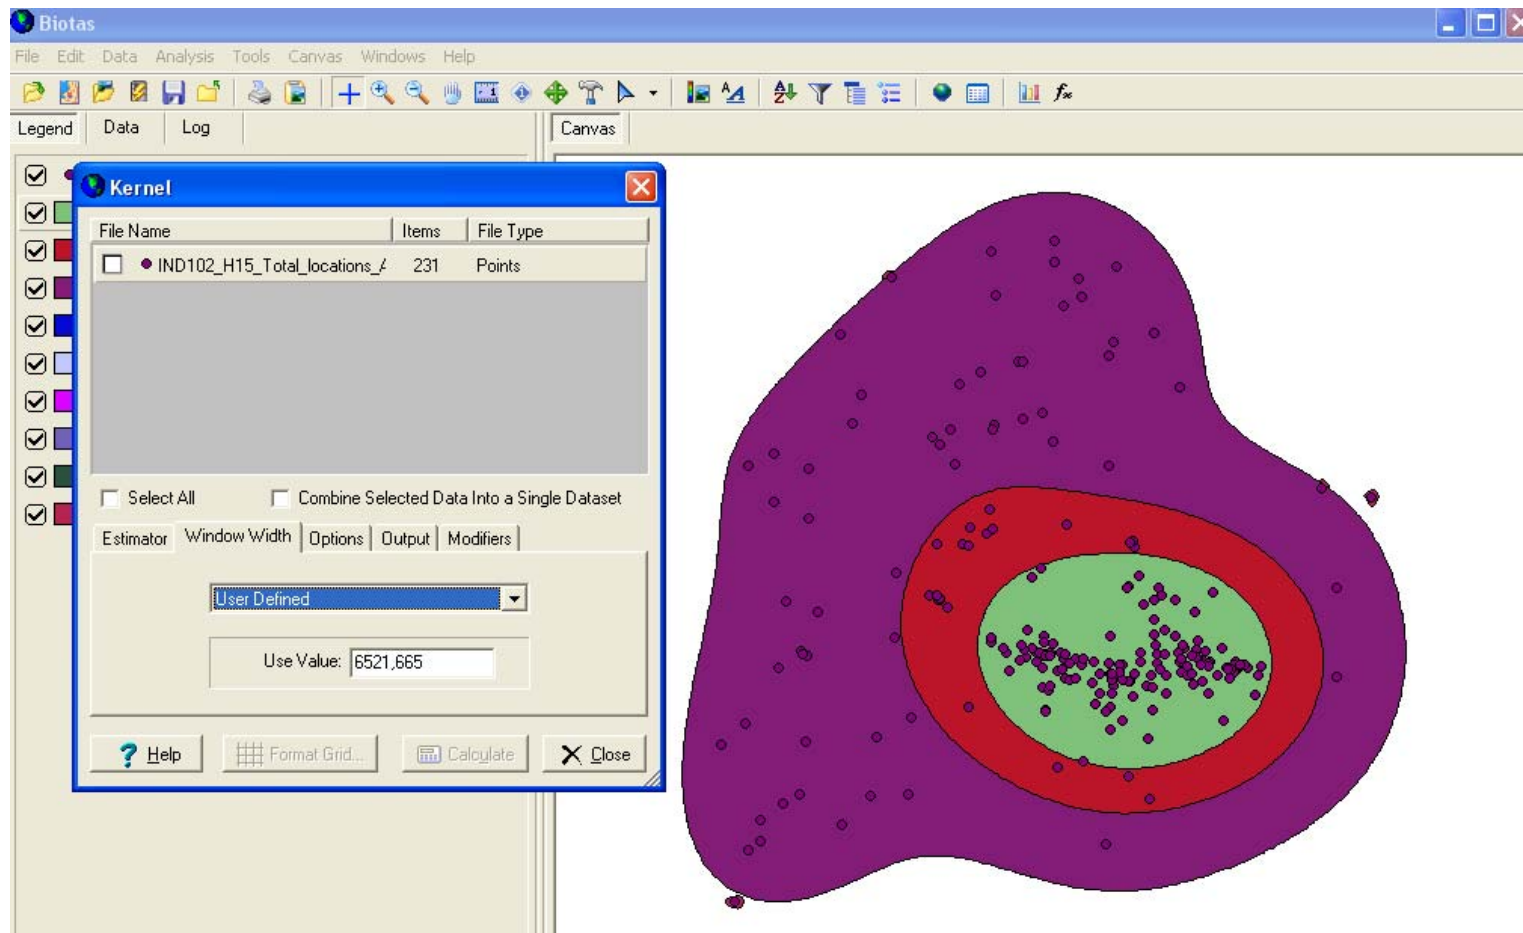 Biotas
File Edit Data Analysis Tools Canvas Windows Help
Legend Data Log Canvas
Kernel
File Name Items File Type
IND102_H15_Total_locations_ 231 Points
Select All Combine Selected Data Into a Single Dataset
Estimator Window Width Options Output Modifiers
User Defined
Use Value: 6521,665
? Help Format Grid... Calculate Close